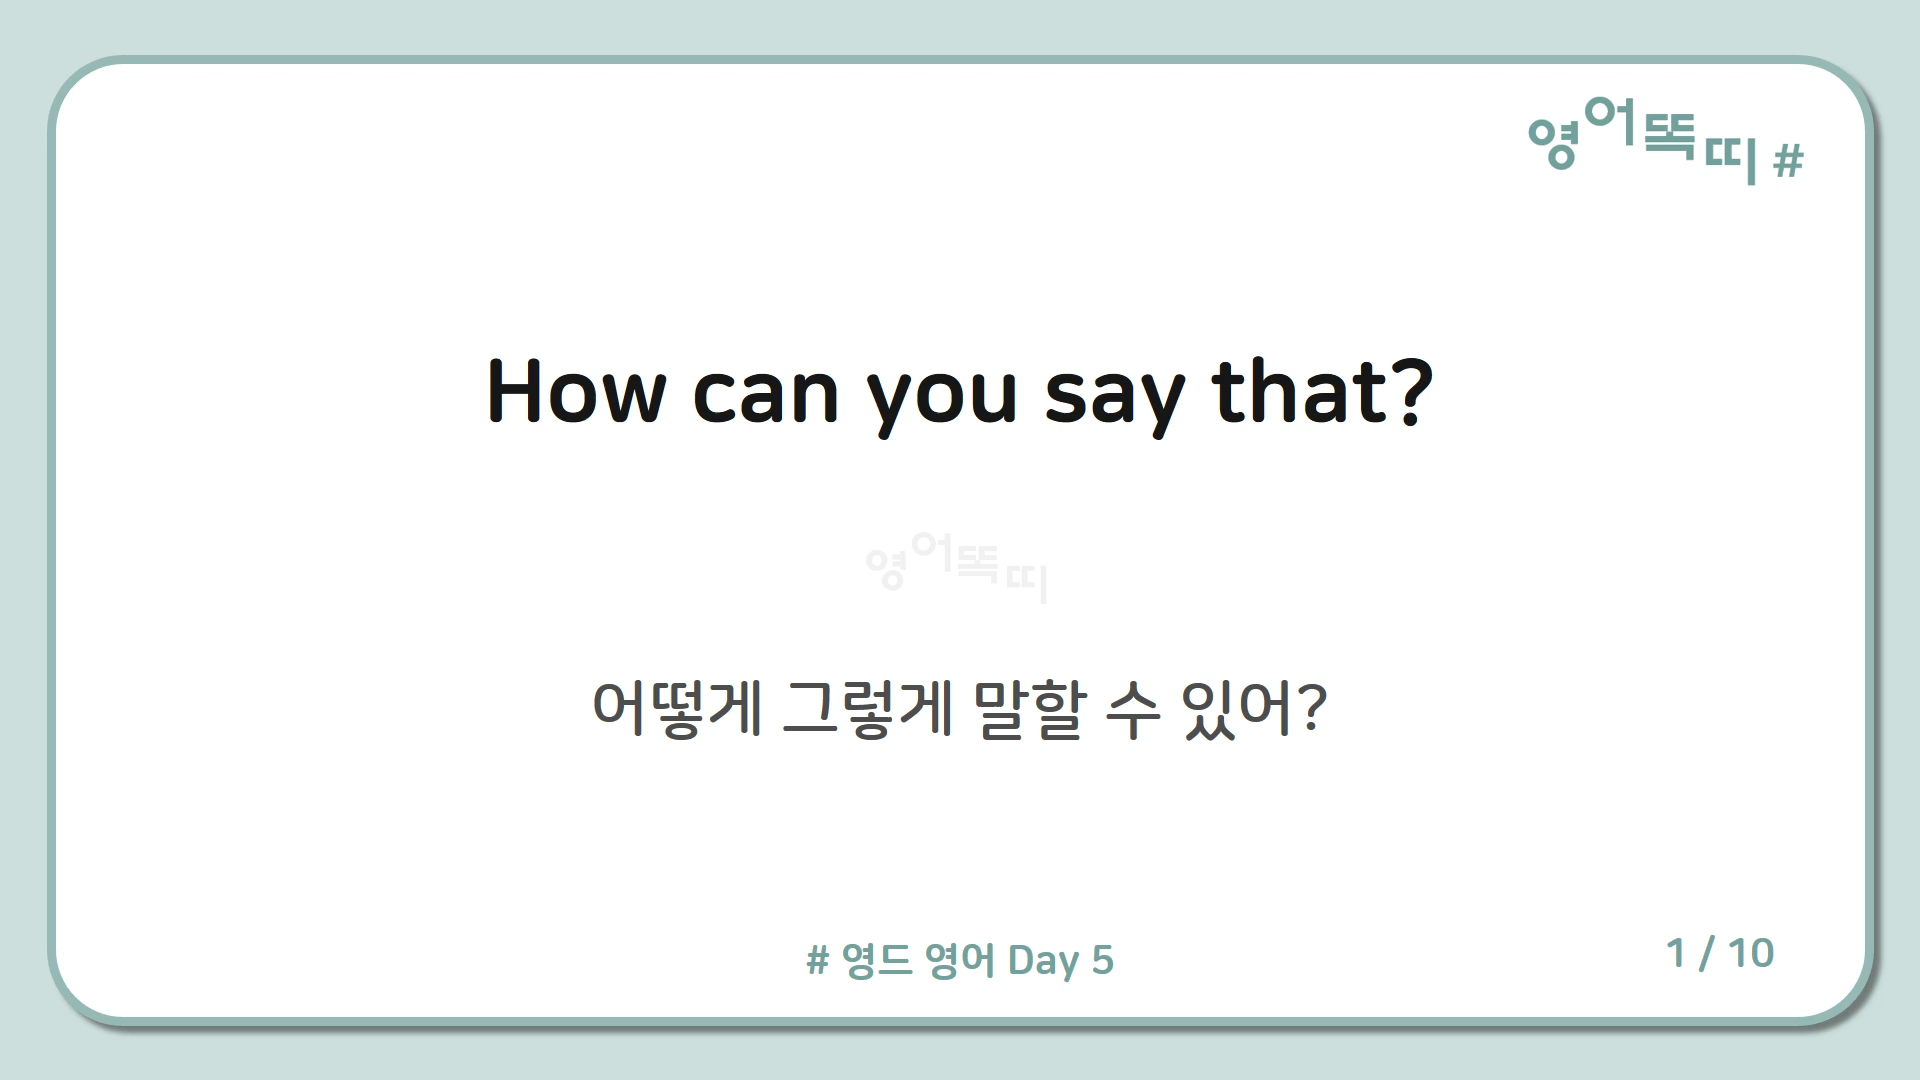 영어똑띠 #
How can you say that?
영어똑띠
어떻게 그렇게 말할 수 있어?
# 영드 영어 Day 5
1 / 10